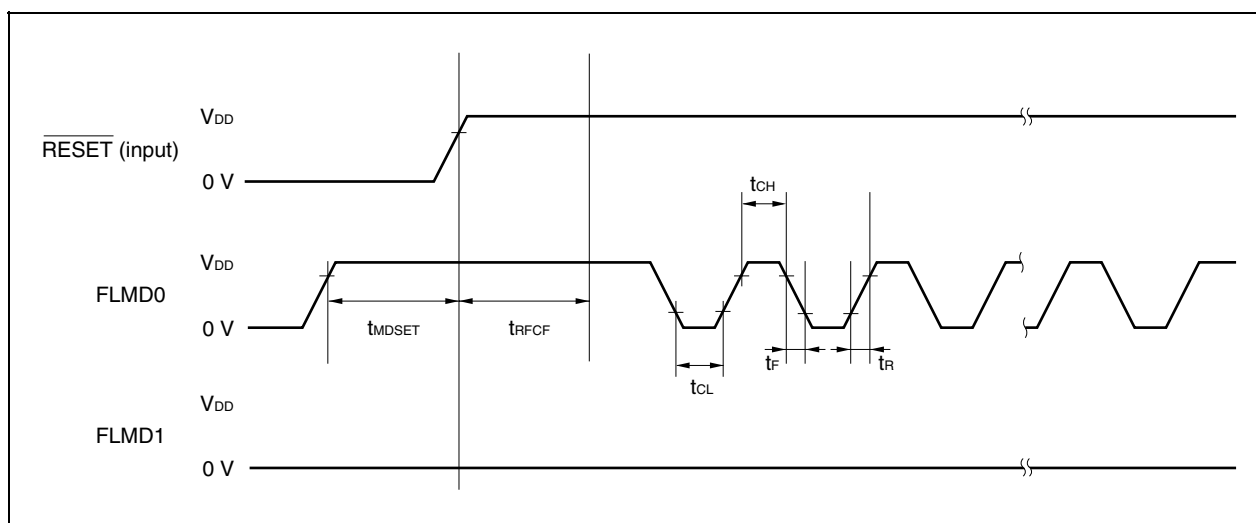 VDD
RESET (input)
0 V
tCH
VDD
FLMD0
0 V
tMDSET
tRFCF
tF
tR
tCL
VDD
FLMD1
0 V